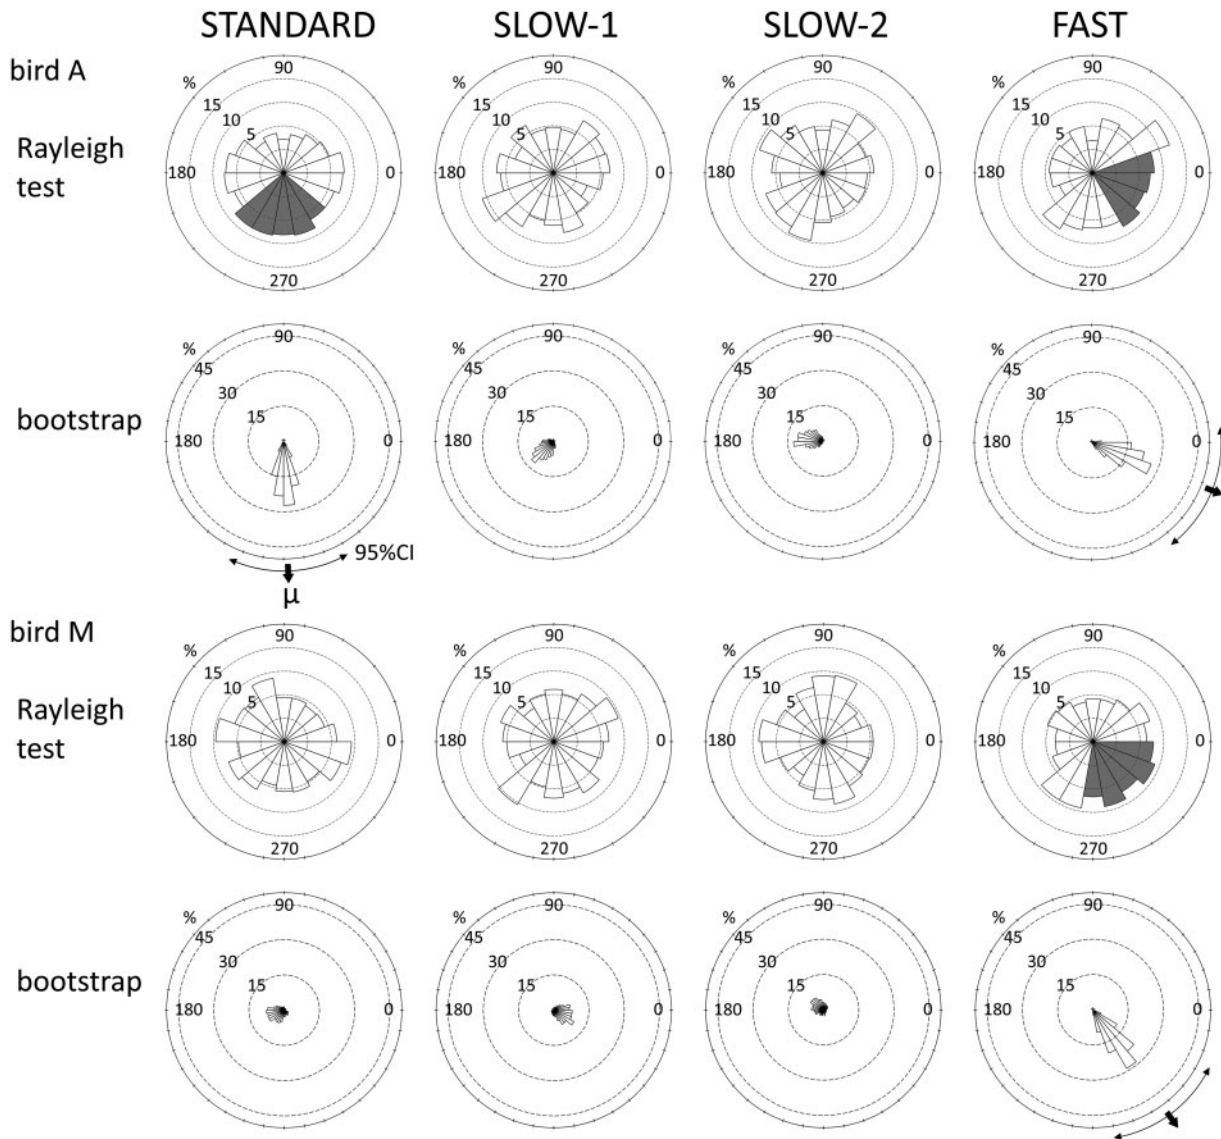 STANDARD SLOW-1 SLOW-2 FAST
bird A
% 90 % 90 % 90 % 90
15 15 15 15
10 10 10 10
5 5 5 5
Rayleigh
test
180 0 180 0 180 0 180 0
270 270 270 270
% 90 % 90 % 90 % 90
45 45 45 45
30 30 30 30
15 15 15 15
bootstrap
180 0 180 0 180 0 180 0
95%CI
μ
bird M
% 90 % 90 % 90 % 90
15 15 15 15
10 10 10 10
5 5 5 5
Rayleigh
test
180 0 180 0 180 0 180 0
270 270 270 270
% 90 % 90 % 90 % 90
45 45 45 45
30 30 30 30
15 15 15 15
bootstrap
180 0 180 0 180 0 180 0